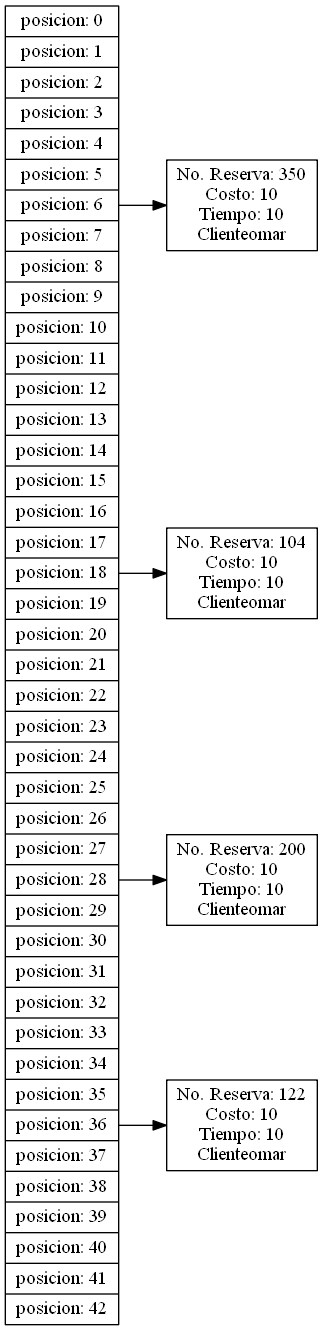 posicion: 0
posicion: 1
posicion: 2
posicion: 3
posicion: 4
posicion: 5
posicion: 6
posicion: 7
posicion: 8
posicion: 9
posicion: 10
posicion: 11
posicion: 12
posicion: 13
posicion: 14
posicion: 15
posicion: 16
posicion: 17
posicion: 18
posicion: 19
posicion: 20
posicion: 21
posicion: 22
posicion: 23
posicion: 24
posicion: 25
posicion: 26
posicion: 27
posicion: 28
posicion: 29
posicion: 30
posicion: 31
posicion: 32
posicion: 33
posicion: 34
posicion: 35
posicion: 36
posicion: 37
posicion: 38
posicion: 39
posicion: 40
posicion: 41
posicion: 42
No. Reserva: 350
Costo: 10
Tiempo: 10
Clienteomar
No. Reserva: 104
Costo: 10
Tiempo: 10
Clienteomar
No. Reserva: 200
Costo: 10
Tiempo: 10
Clienteomar
No. Reserva: 122
Costo: 10
Tiempo: 10
Clienteomar